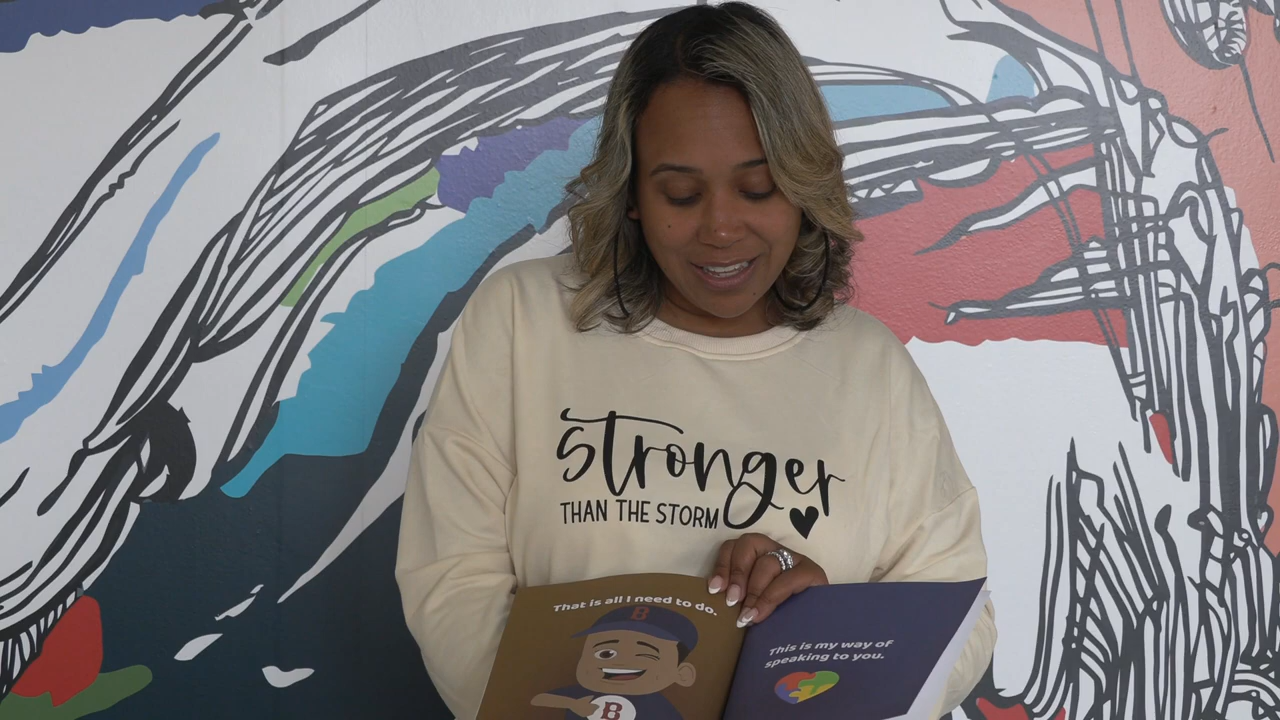 stronger
THAN THE STORM
That is all I need to do.
B
B
This is my way of
speaking to you.